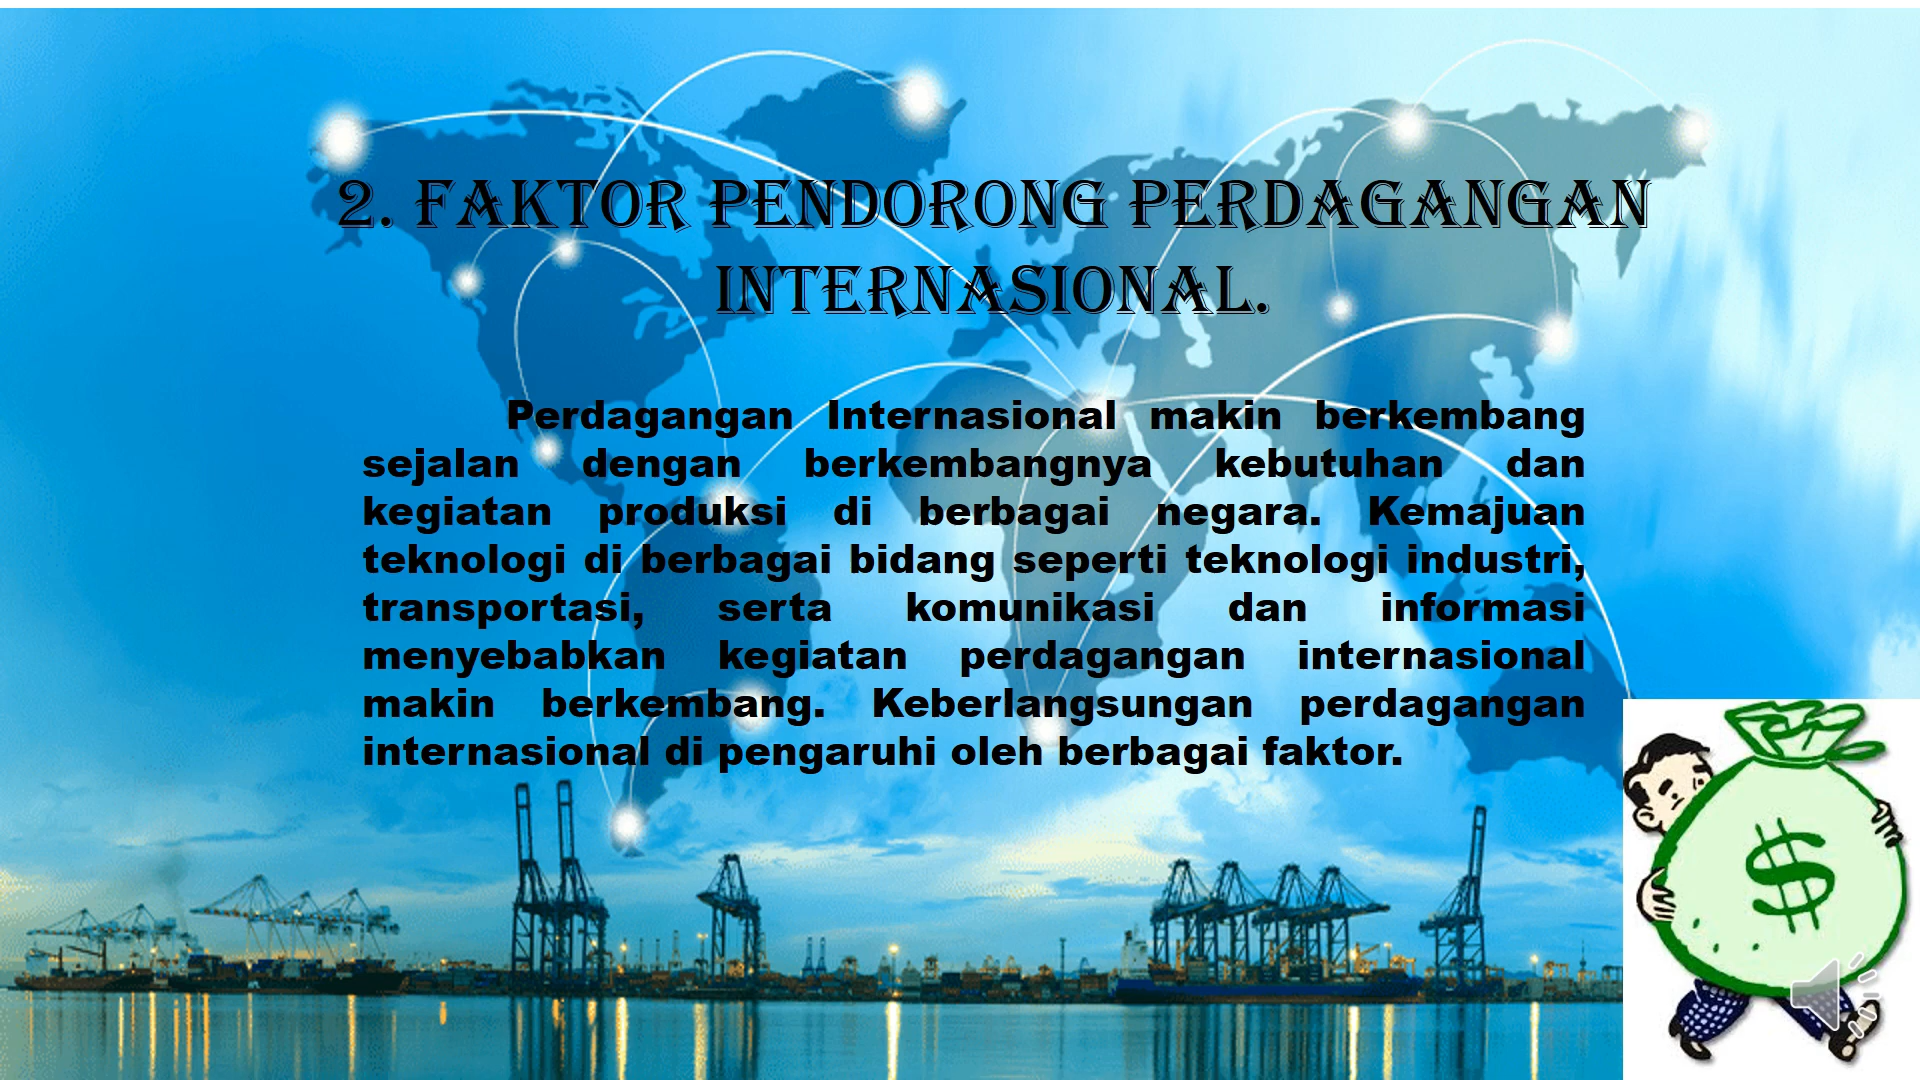 2. FAKTOR PENDORONG PERDAGANGAN
INTERNASIONAL.
Perdagangan Internasional makin berkembang
sejalan dengan berkembangnya kebutuhan dan
kegiatan produksi di berbagai negara. Kemajuan
teknologi di berbagai bidang seperti teknologi industri,
transportasi, serta komunikasi dan informasi
menyebabkan kegiatan perdagangan internasional
makin berkembang. Keberlangsungan perdagangan
internasional di pengaruhi oleh berbagai faktor.
$